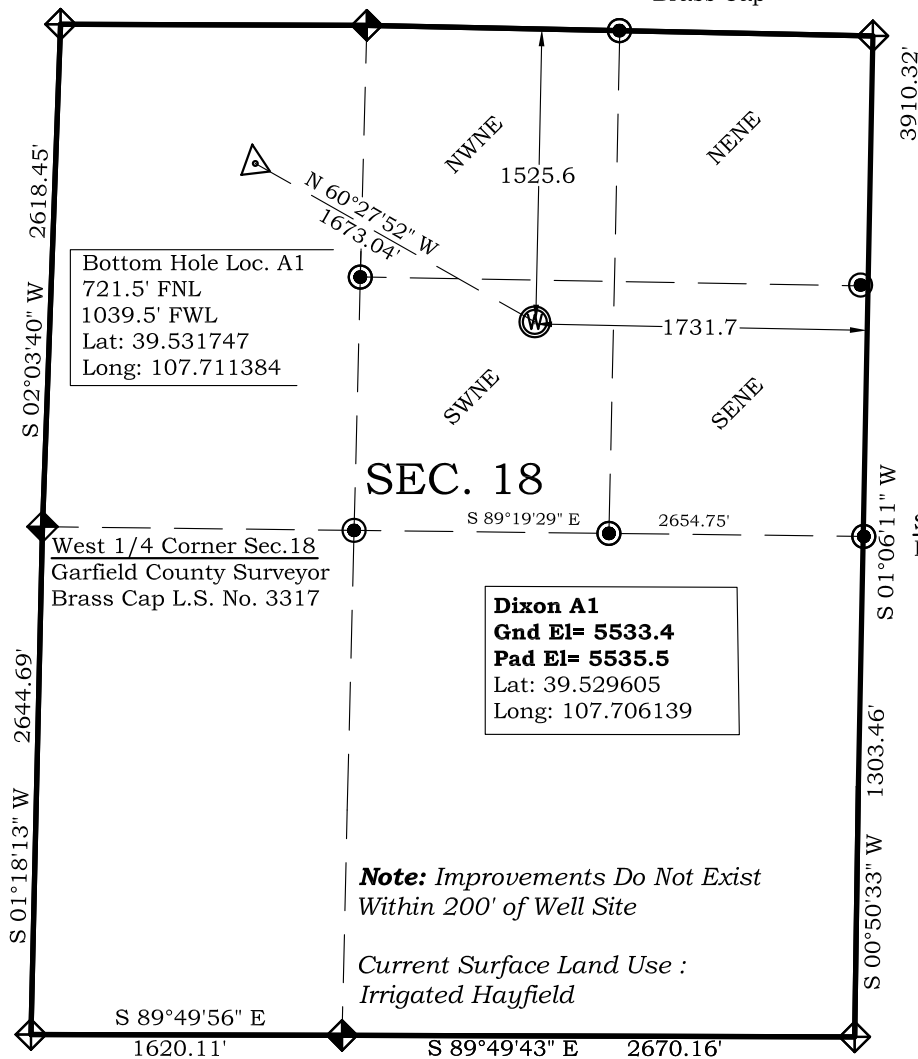 3910.32'
NWNE
NENE
1525.6
2618.45'
S 02°03'40" W
N 60°27'52" W
1673.04'
Bottom Hole Loc. A1
721.5' FNL
1039.5' FWL
Lat: 39.531747
Long: 107.711384
W
1731.7
SWNE
SENE
SEC. 18
S 89°19'29" E 2654.75'
S 01°06'11" W
West 1/4 Corner Sec.18
Garfield County Surveyor
Brass Cap L.S. No. 3317
Dixon A1
Gnd El= 5533.4
Pad El= 5535.5
Lat: 39.529605
Long: 107.706139
2644.69'
S 01°18'13" W
1303.46'
S 00°50'33" W
Note: Improvements Do Not Exist
Within 200' of Well Site
Current Surface Land Use :
Irrigated Hayfield
S 89°49'56" E
1620.11'
S 89°49'43" E 2670.16'